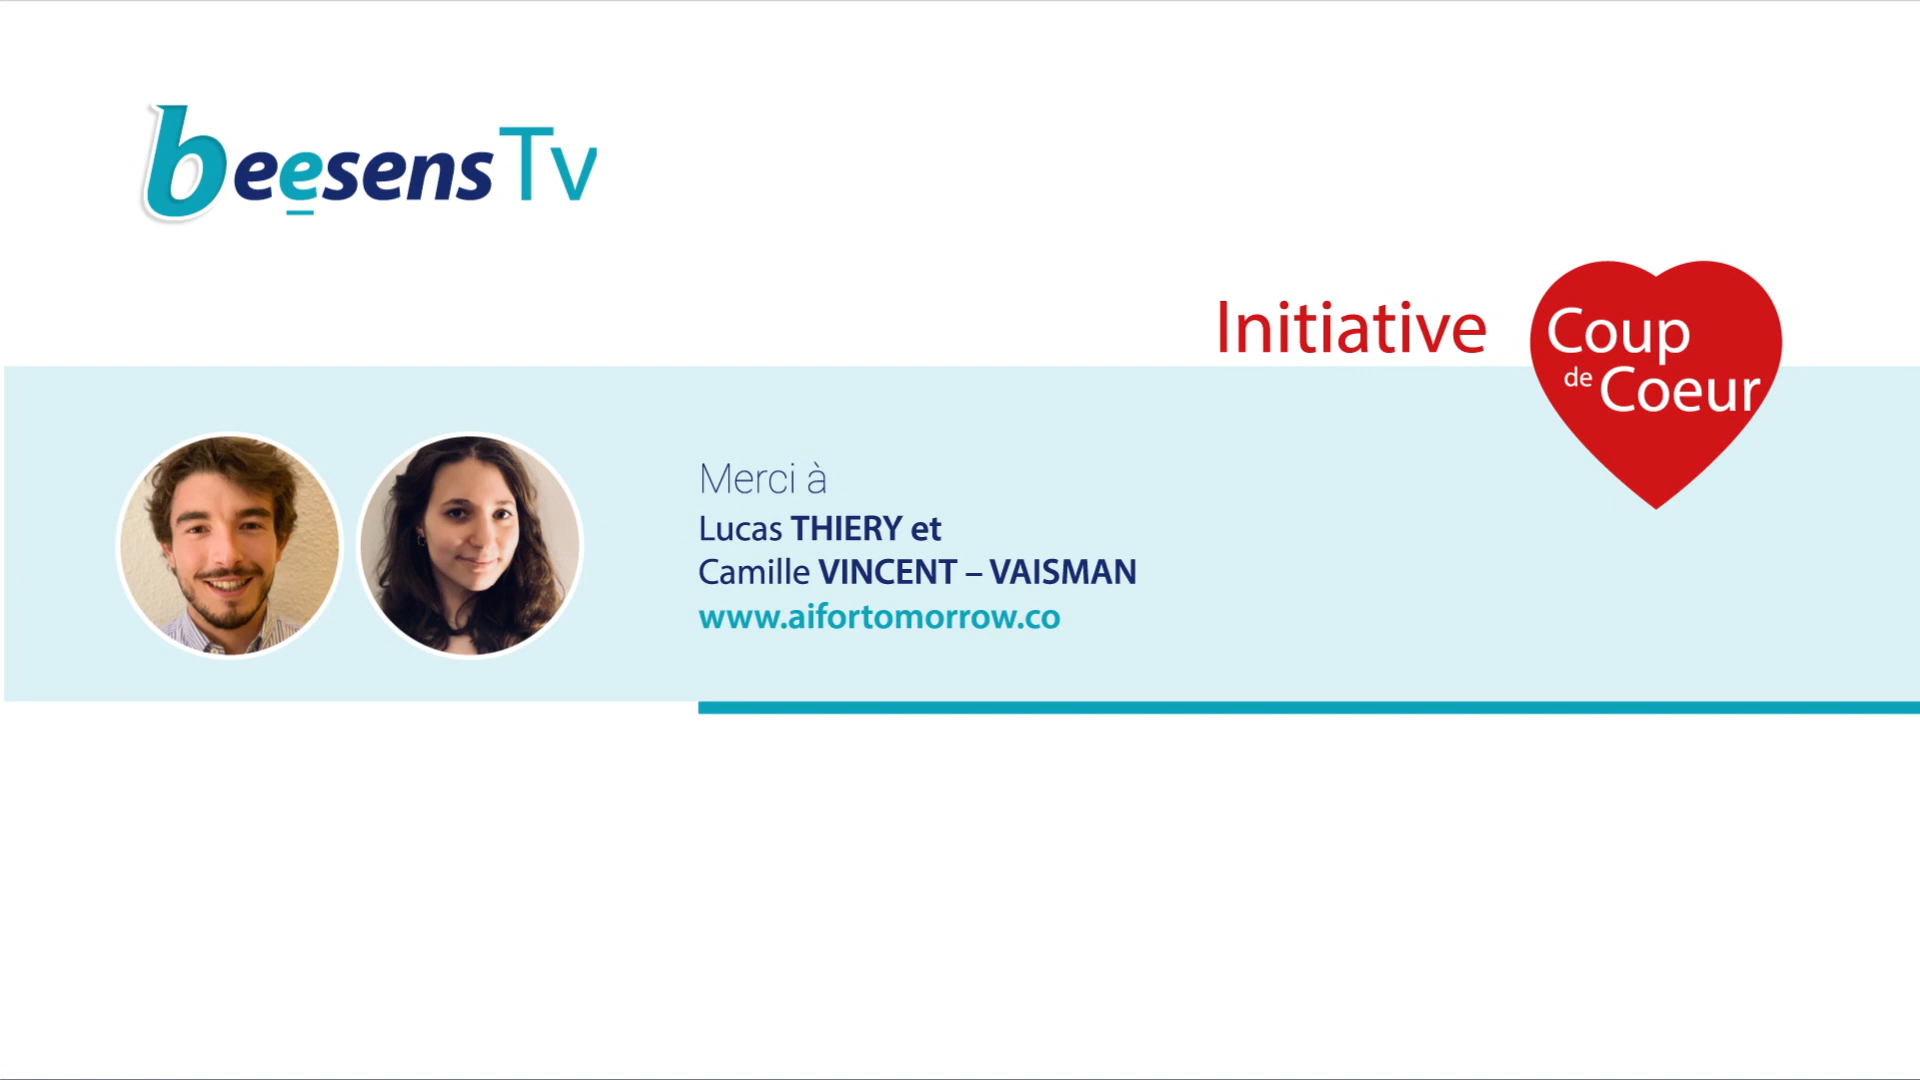 beesens Tv
Initiative
Coup
de Coeur
Merci à
Lucas THIERY et
Camille VINCENT – VAISMAN
www.aifortomorrow.co